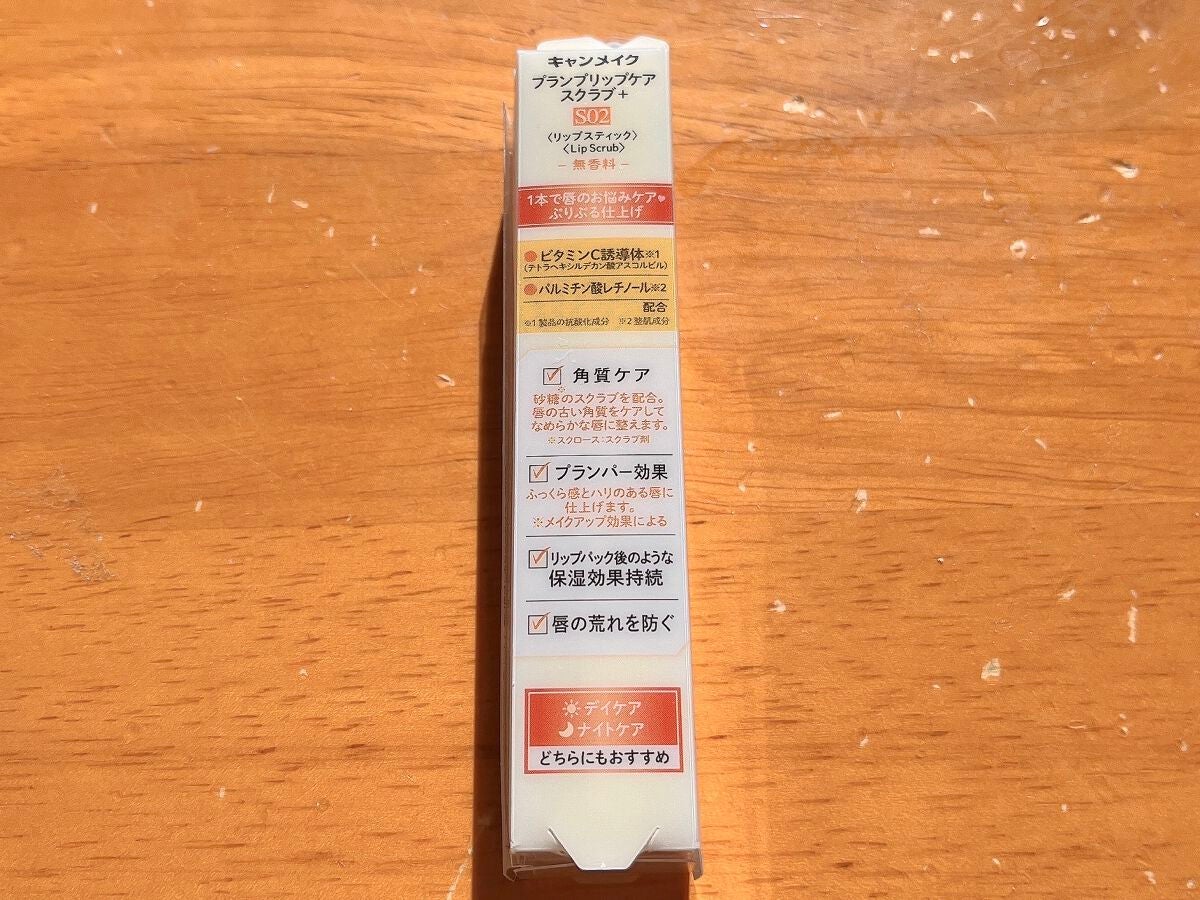 キャンメイク
プランプリップケア
スクラブ+
S02
〈リップスティック〉
〈Lip Scrub〉
- 無香料 -
1本で唇のお悩みケア♥
ぷりぷる仕上げ
●ビタミンC誘導体※1
(テトラヘキシルデカン酸アスコルビル)
●パルミチン酸レチノール※2
配合
※1 製品の抗酸化成分 ※2 整肌成分
☑ 角質ケア
砂糖※のスクラブを配合。
唇の古い角質をケアして
なめらかな唇に整えます。
※スクロース:スクラブ剤
☑ プランパー効果
ふっくら感とハリのある唇に
仕上げます。
※メイクアップ効果による
☑ リップパック後のような
保湿効果持続
☑ 唇の荒れを防ぐ
デイケア
ナイトケア
どちらにもおすすめ